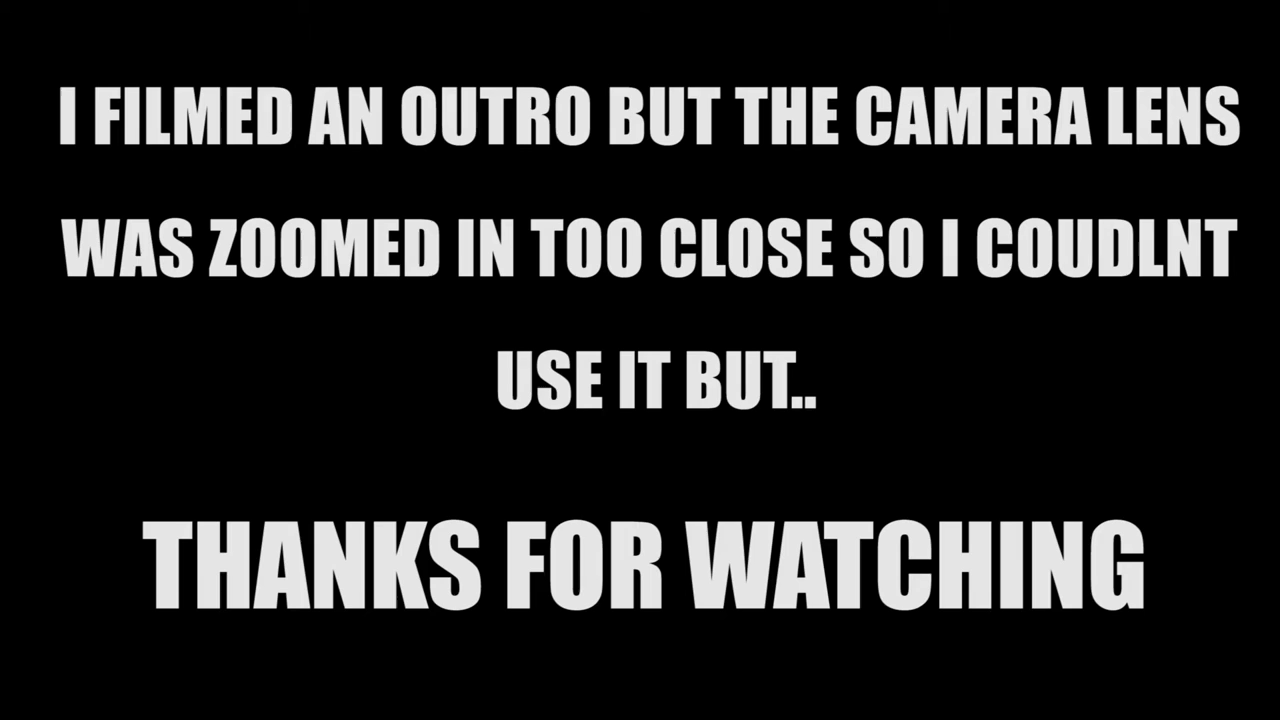 I FILMED AN OUTRO BUT THE CAMERA LENS
WAS ZOOMED IN TOO CLOSE SO I COUDLNT
USE IT BUT..
THANKS FOR WATCHING